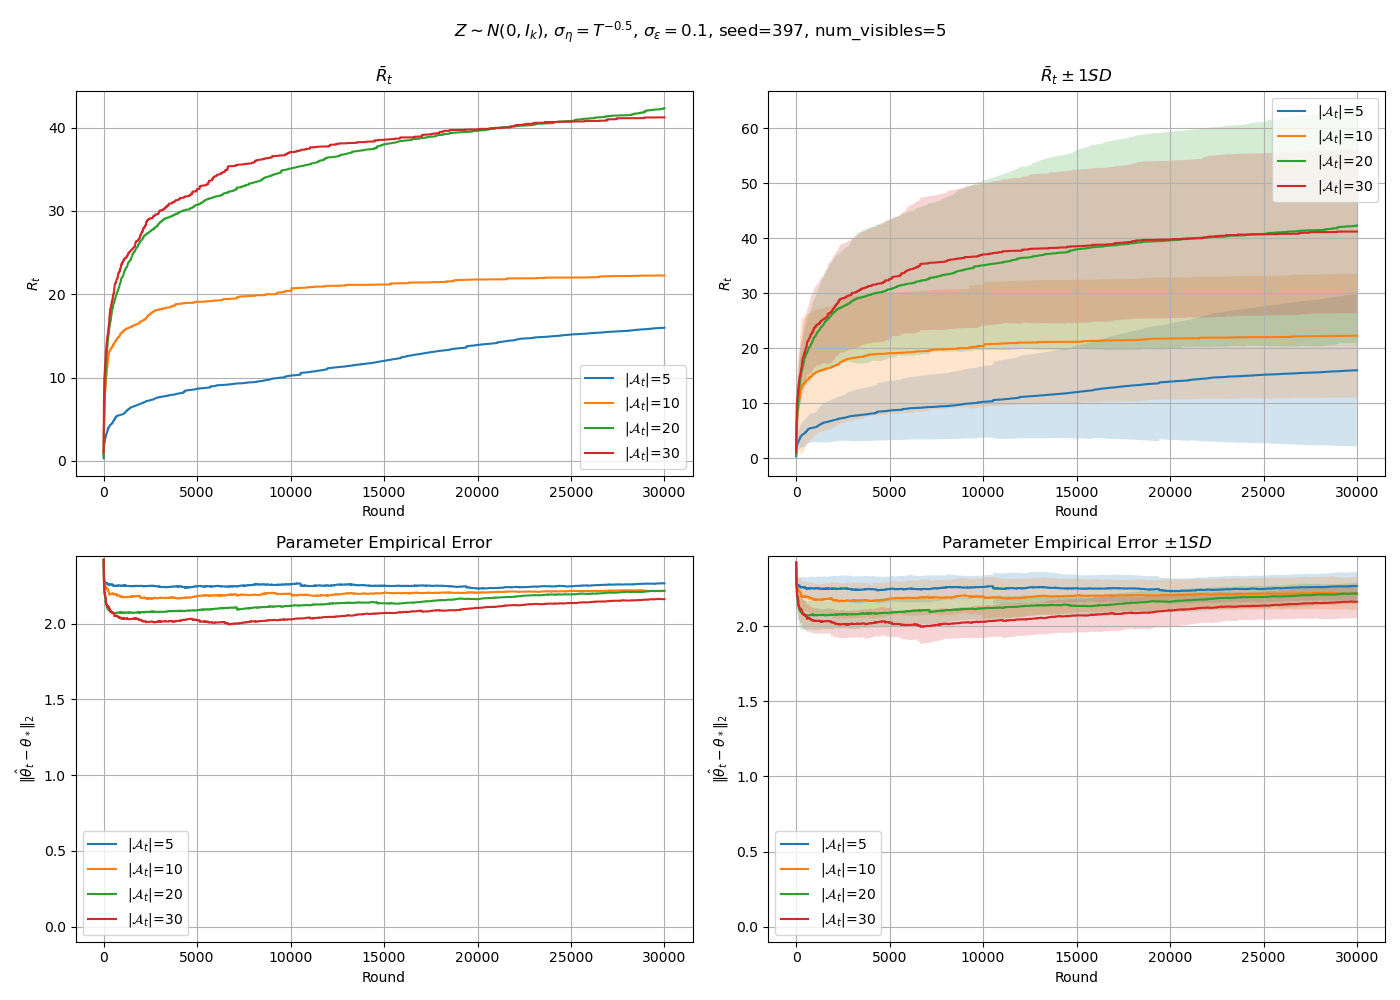 Z ∼ N(0, I_k), σ_η = T^{−0.5}, σ_ε = 0.1, seed=397, num_visibles=5
R̄_t
R_t
40
30
20
10
0
0 5000 10000 15000 20000 25000 30000
Round
|𝒜_t|=5
|𝒜_t|=10
|𝒜_t|=20
|𝒜_t|=30
R̄_t ± 1SD
R_t
60
50
40
30
20
10
0
0 5000 10000 15000 20000 25000 30000
Round
|𝒜_t|=5
|𝒜_t|=10
|𝒜_t|=20
|𝒜_t|=30
Parameter Empirical Error
‖θ̂_t − θ_*‖_2
2.0
1.5
1.0
0.5
0.0
0 5000 10000 15000 20000 25000 30000
Round
|𝒜_t|=5
|𝒜_t|=10
|𝒜_t|=20
|𝒜_t|=30
Parameter Empirical Error ±1SD
‖θ̂_t − θ_*‖_2
2.0
1.5
1.0
0.5
0.0
0 5000 10000 15000 20000 25000 30000
Round
|𝒜_t|=5
|𝒜_t|=10
|𝒜_t|=20
|𝒜_t|=30